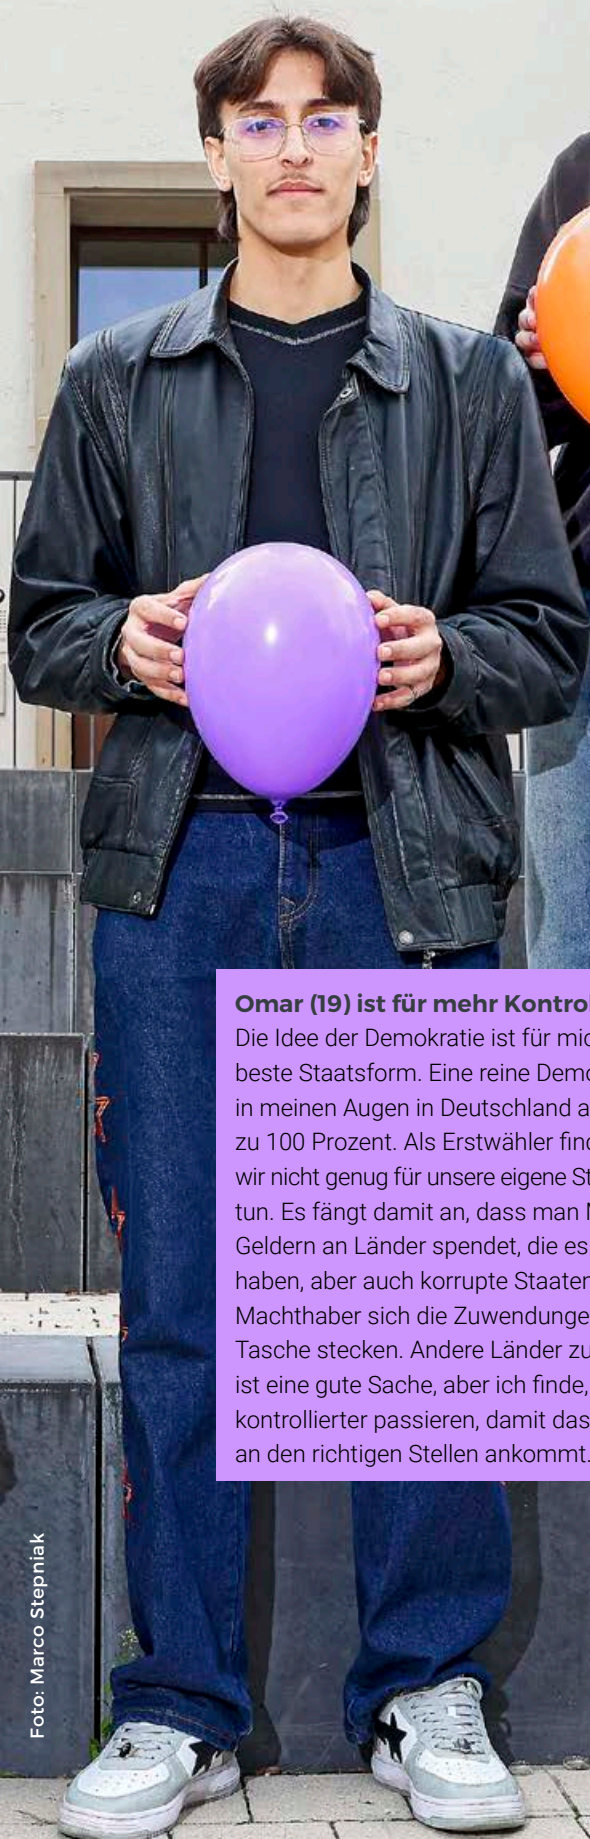 Omar (19) ist für mehr Kontrol
Die Idee der Demokratie ist für mic
beste Staatsform. Eine reine Demo
in meinen Augen in Deutschland a
zu 100 Prozent. Als Erstwähler find
wir nicht genug für unsere eigene St
tun. Es fängt damit an, dass man
Geldern an Länder spendet, die es
haben, aber auch korrupte Staaten
Machthaber sich die Zuwendunge
Tasche stecken. Andere Länder zu
ist eine gute Sache, aber ich finde,
kontrollierter passieren, damit das
an den richtigen Stellen ankommt.
Foto: Marco Stepniak